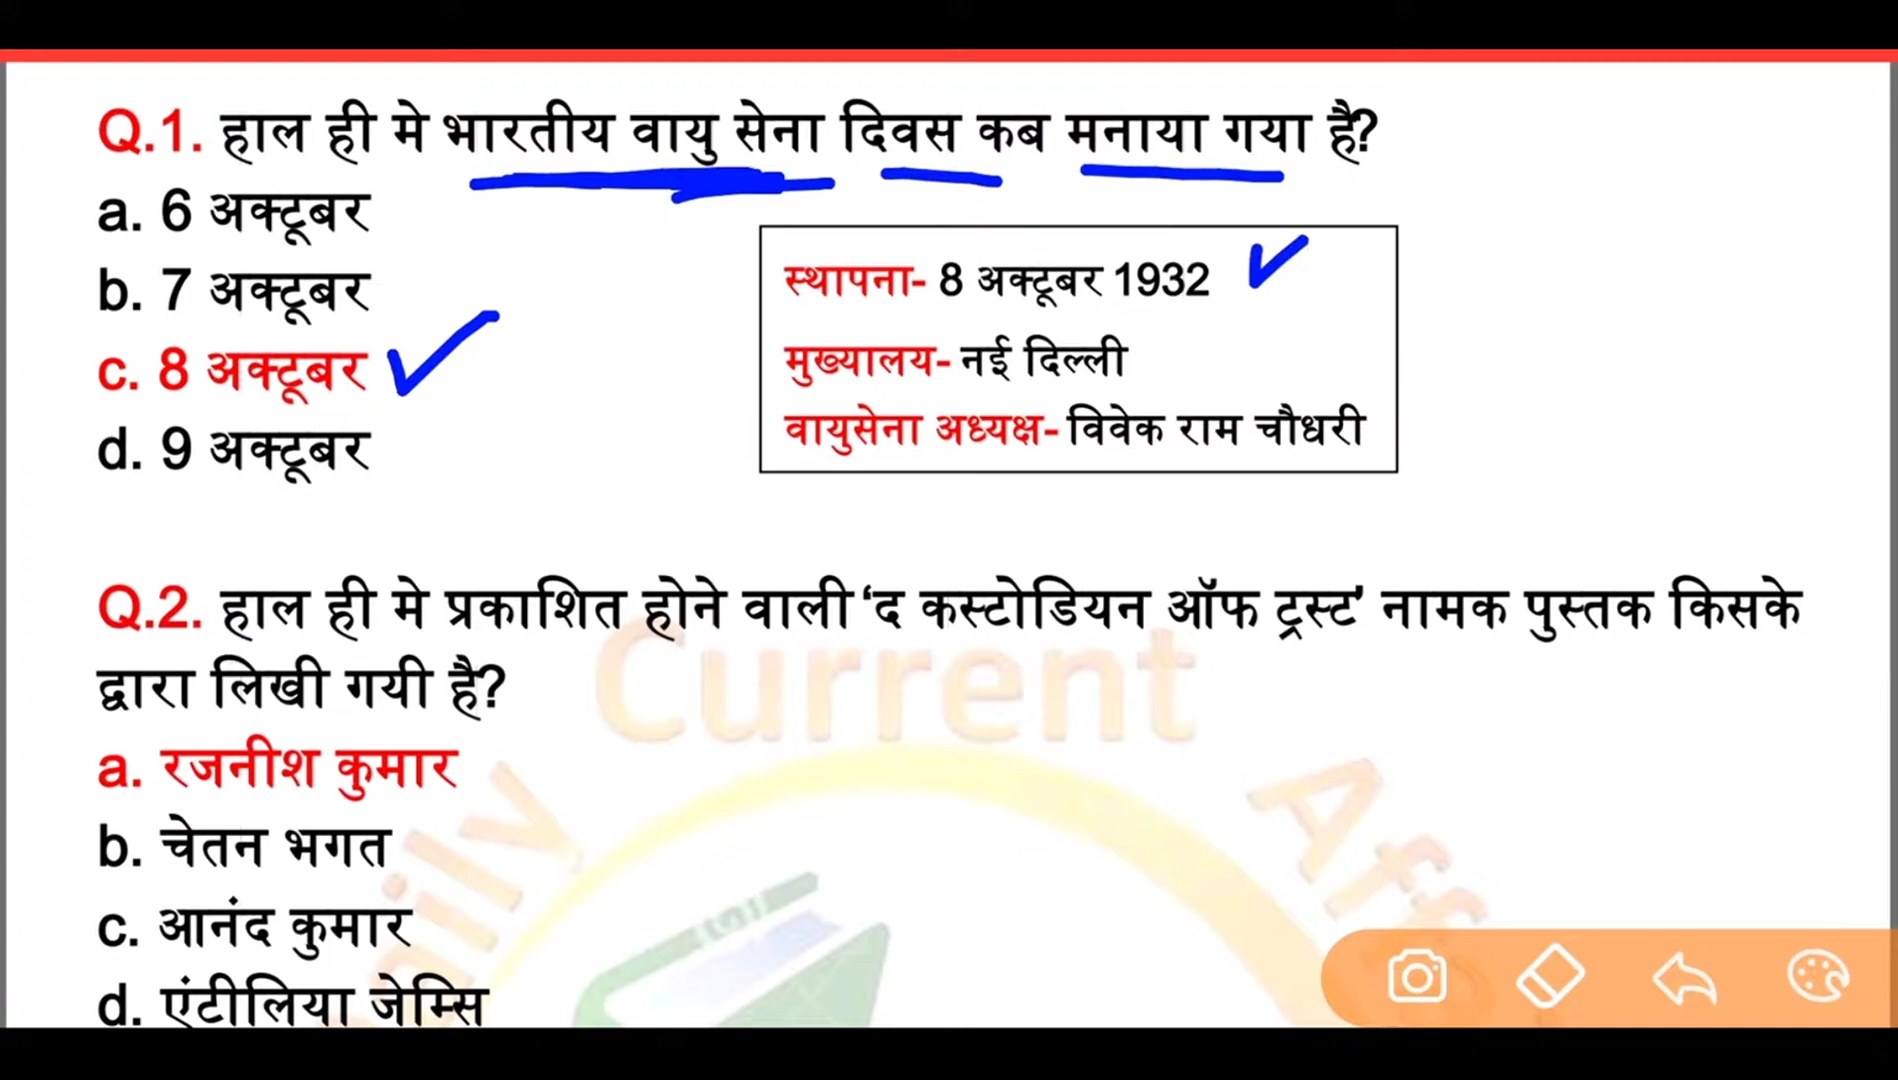 Q.1. हाल ही मे भारतीय वायु सेना दिवस कब मनाया गया है?
a. 6 अक्टूबर
b. 7 अक्टूबर
c. 8 अक्टूबर
d. 9 अक्टूबर
स्थापना- 8 अक्टूबर 1932
मुख्यालय- नई दिल्ली
वायुसेना अध्यक्ष- विवेक राम चौधरी
Q.2. हाल ही मे प्रकाशित होने वाली ‘द कस्टोडियन ऑफ ट्रस्ट’ नामक पुस्तक किसके
द्वारा लिखी गयी है?
a. रजनीश कुमार
b. चेतन भगत
c. आनंद कुमार
d. एंटीलिया जेम्सि
Current